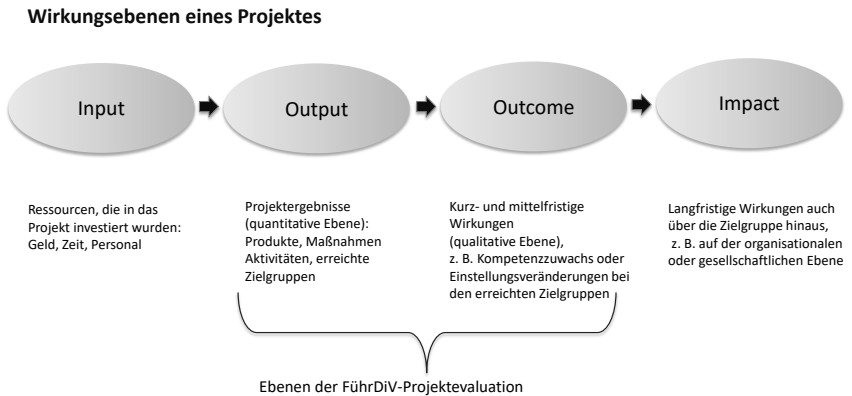 Wirkungsebenen eines Projektes
Input
Output
Outcome
Impact
Ressourcen, die in das
Projekt investiert wurden:
Geld, Zeit, Personal
Projektergebnisse
(quantitative Ebene):
Produkte, Maßnahmen
Aktivitäten, erreichte
Zielgruppen
Kurz- und mittelfristige
Wirkungen
(qualitative Ebene),
z. B. Kompetenzzuwachs oder
Einstellungsveränderungen bei
den erreichten Zielgruppen
Langfristige Wirkungen auch
über die Zielgruppe hinaus,
z. B. auf der organisationalen
oder gesellschaftlichen Ebene
Ebenen der FührDiV-Projektevaluation